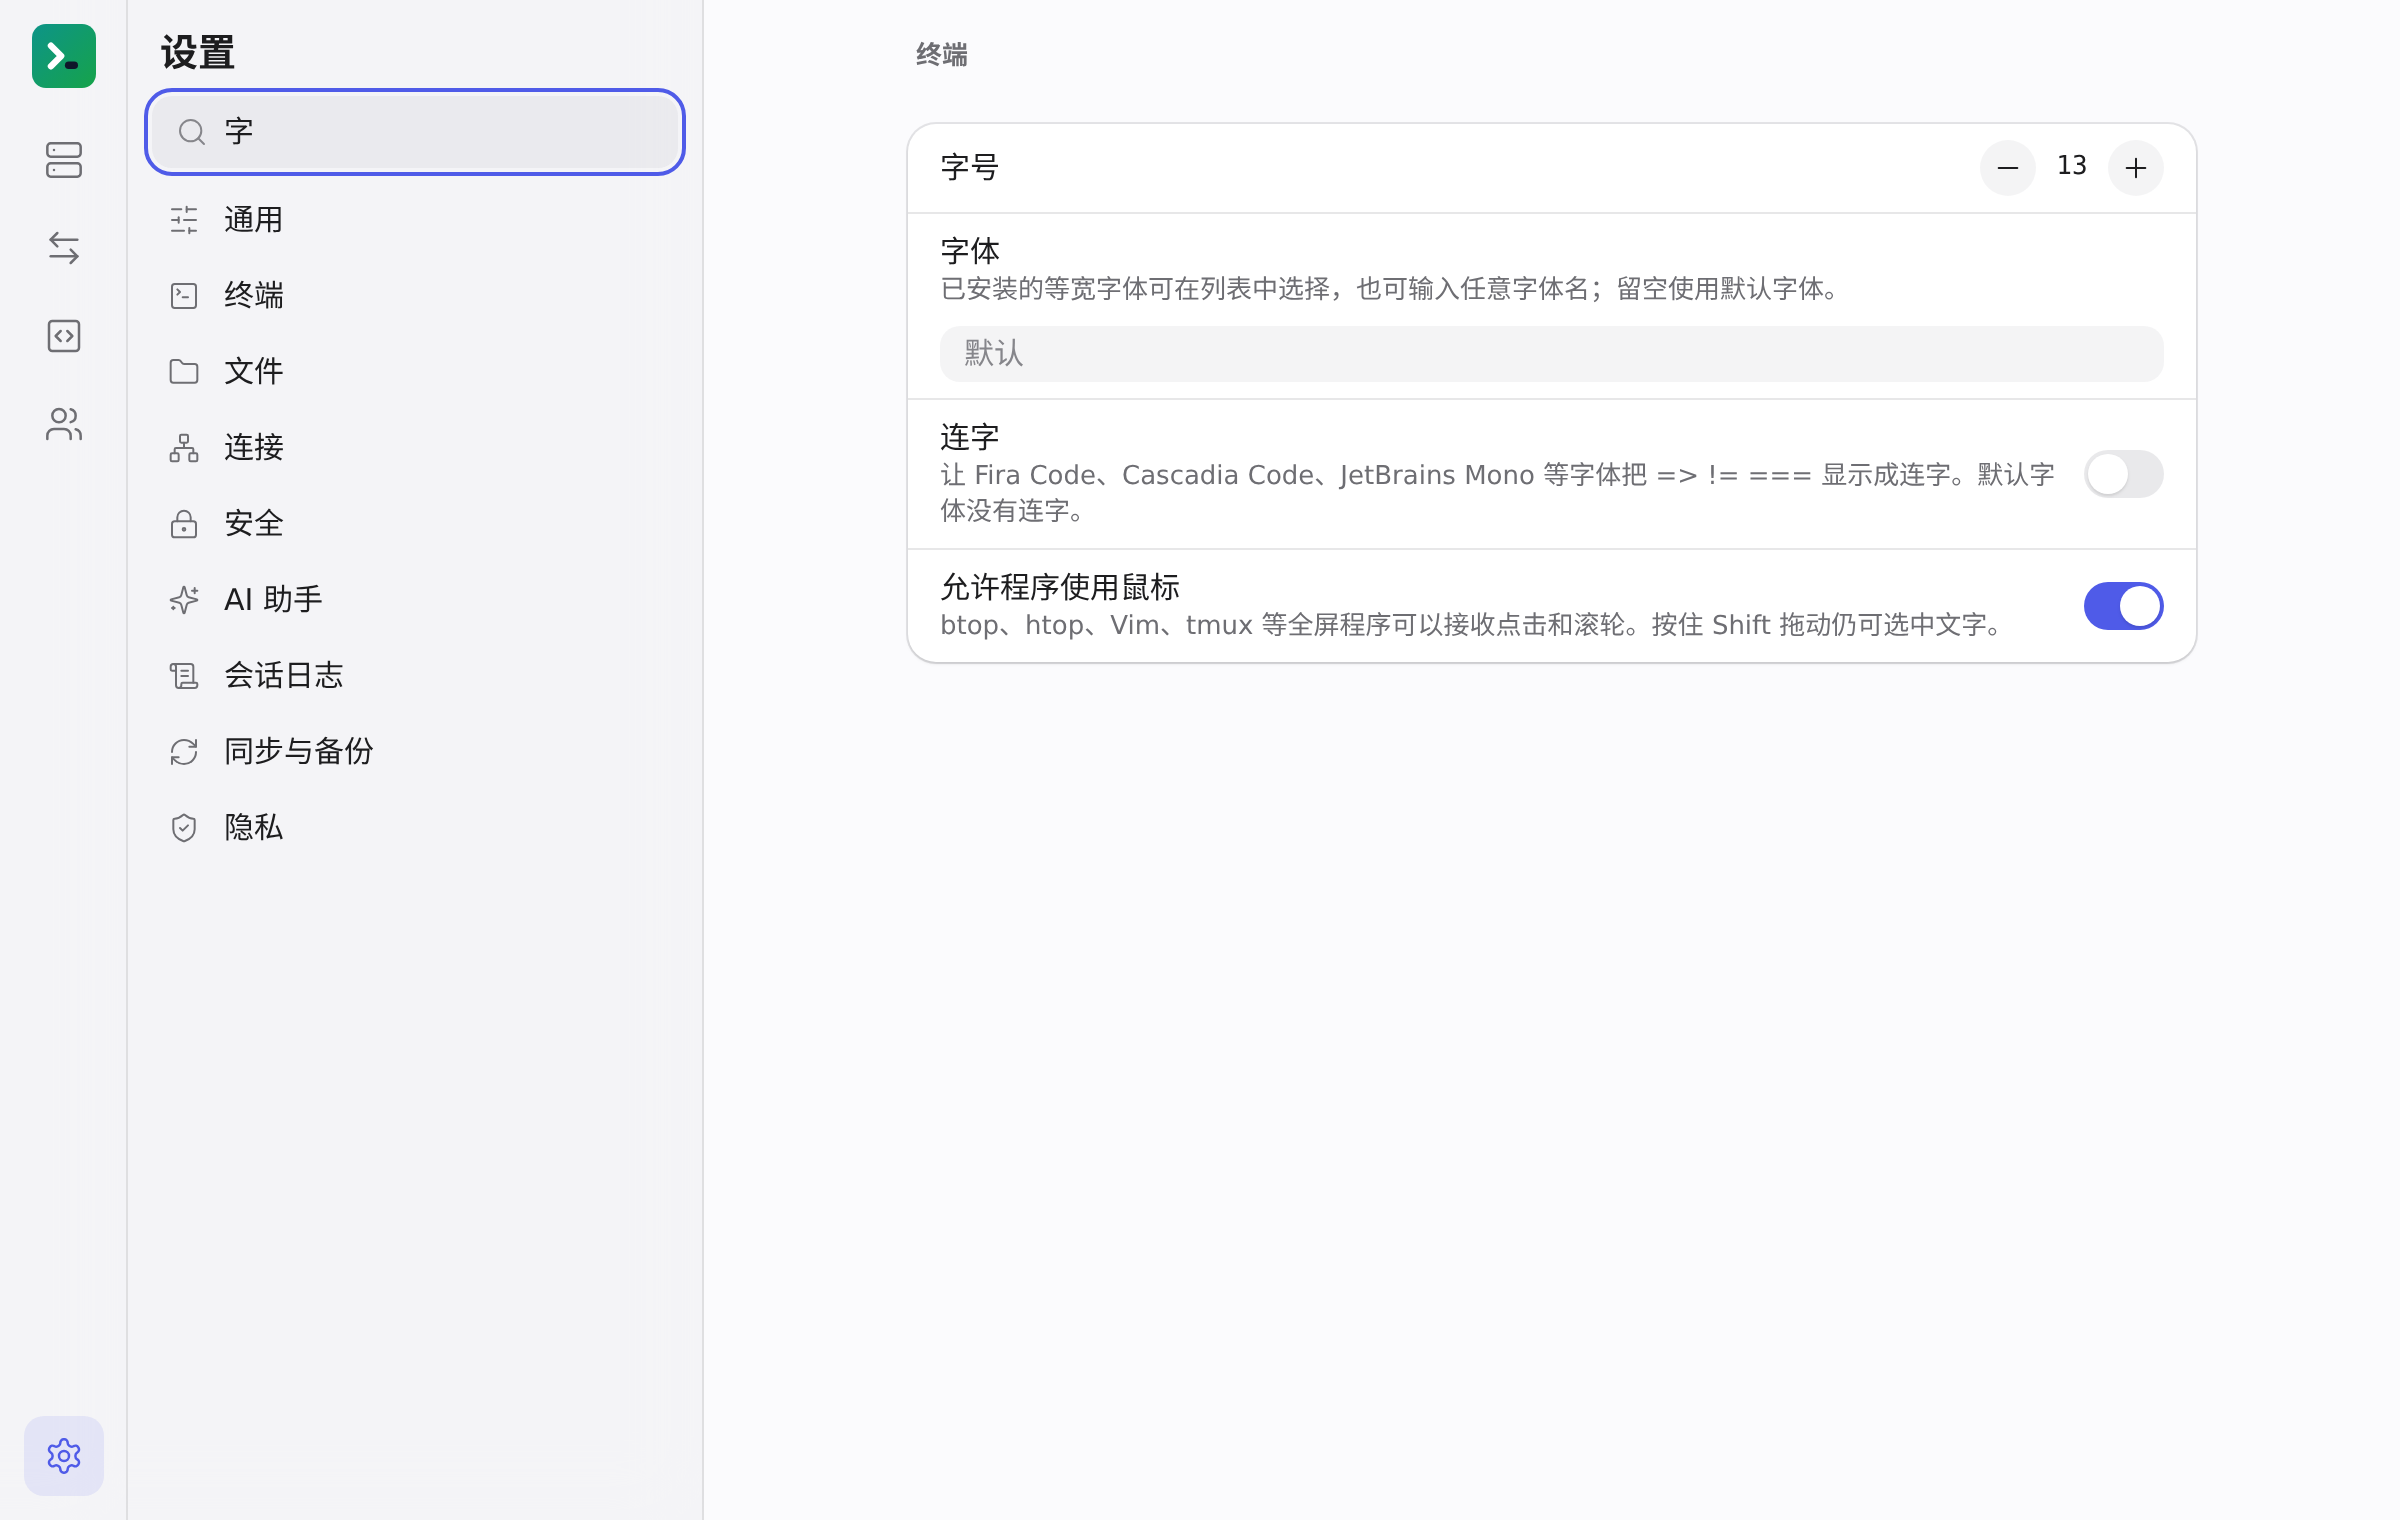 设置
字
通用
终端
文件
连接
安全
AI 助手
会话日志
同步与备份
隐私
终端
字号
13
字体
已安装的等宽字体可在列表中选择，也可输入任意字体名；留空使用默认字体。
默认
连字
让 Fira Code、Cascadia Code、JetBrains Mono 等字体把 => != === 显示成连字。默认字
体没有连字。
允许程序使用鼠标
btop、htop、Vim、tmux 等全屏程序可以接收点击和滚轮。按住 Shift 拖动仍可选中文字。